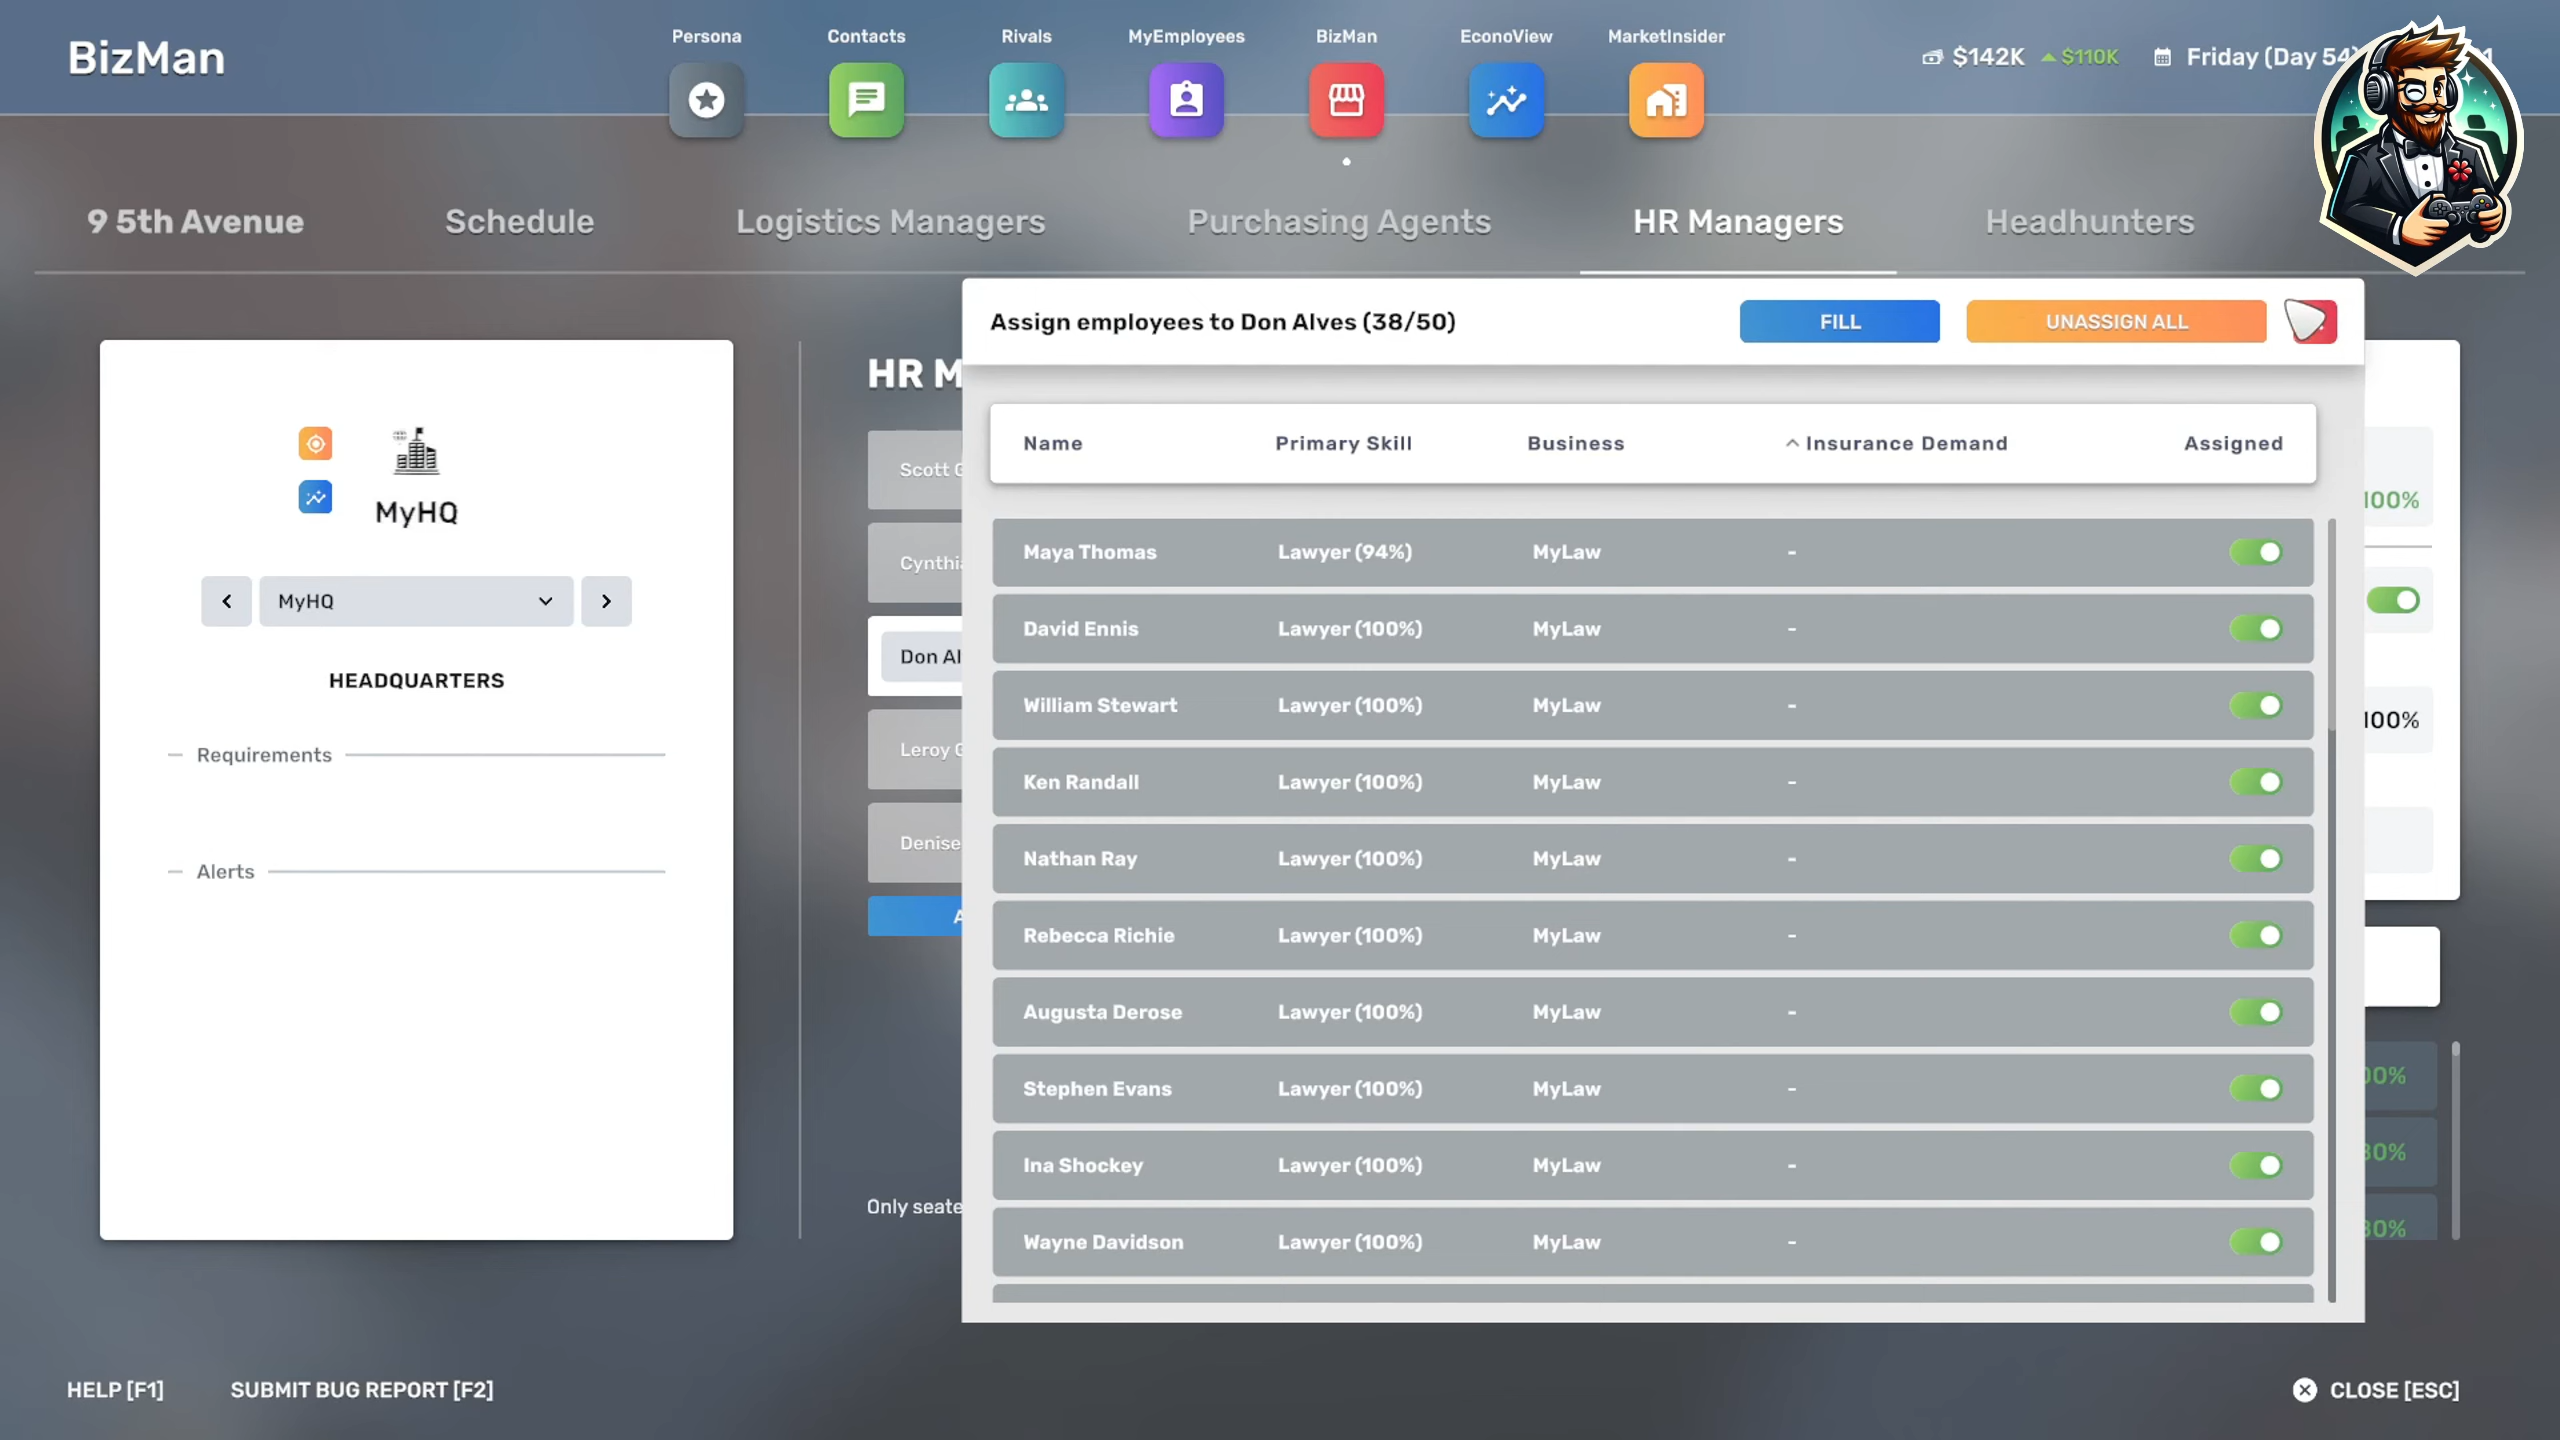 BizMan
Persona
Contacts
Rivals
MyEmployees
BizMan
EconoView
MarketInsider
$142K
$110K
Friday (Day 54)
9 5th Avenue
Schedule
Logistics Managers
Purchasing Agents
HR Managers
Headhunters
MyHQ
MyHQ
HEADQUARTERS
Requirements
Alerts
HR M
Scott G
Cynthia
Don Al
Leroy G
Denise
A
Only seate
Assign employees to Don Alves (38/50)
FILL
UNASSIGN ALL
Name Primary Skill Business Insurance Demand Assigned
Maya Thomas Lawyer (94%) MyLaw -
David Ennis Lawyer (100%) MyLaw -
William Stewart Lawyer (100%) MyLaw -
Ken Randall Lawyer (100%) MyLaw -
Nathan Ray Lawyer (100%) MyLaw -
Rebecca Richie Lawyer (100%) MyLaw -
Augusta Derose Lawyer (100%) MyLaw -
Stephen Evans Lawyer (100%) MyLaw -
Ina Shockey Lawyer (100%) MyLaw -
Wayne Davidson Lawyer (100%) MyLaw -
100%
100%
HELP [F1]
SUBMIT BUG REPORT [F2]
CLOSE [ESC]